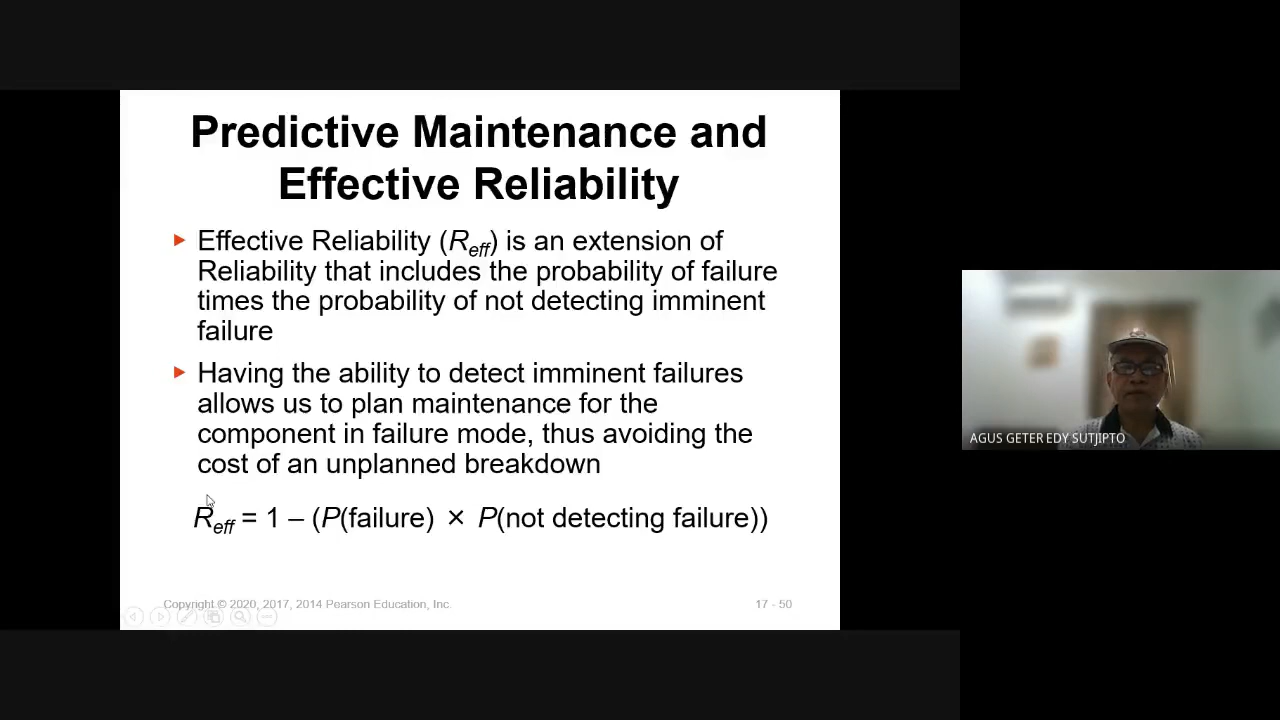 Predictive Maintenance and
Effective Reliability
Effective Reliability (Reff) is an extension of
Reliability that includes the probability of failure
times the probability of not detecting imminent
failure
Having the ability to detect imminent failures
allows us to plan maintenance for the
component in failure mode, thus avoiding the
cost of an unplanned breakdown
Reff = 1 – (P(failure) × P(not detecting failure))
Copyright © 2020, 2017, 2014 Pearson Education, Inc.
17 - 50
AGUS GETER EDY SUTJIPTO